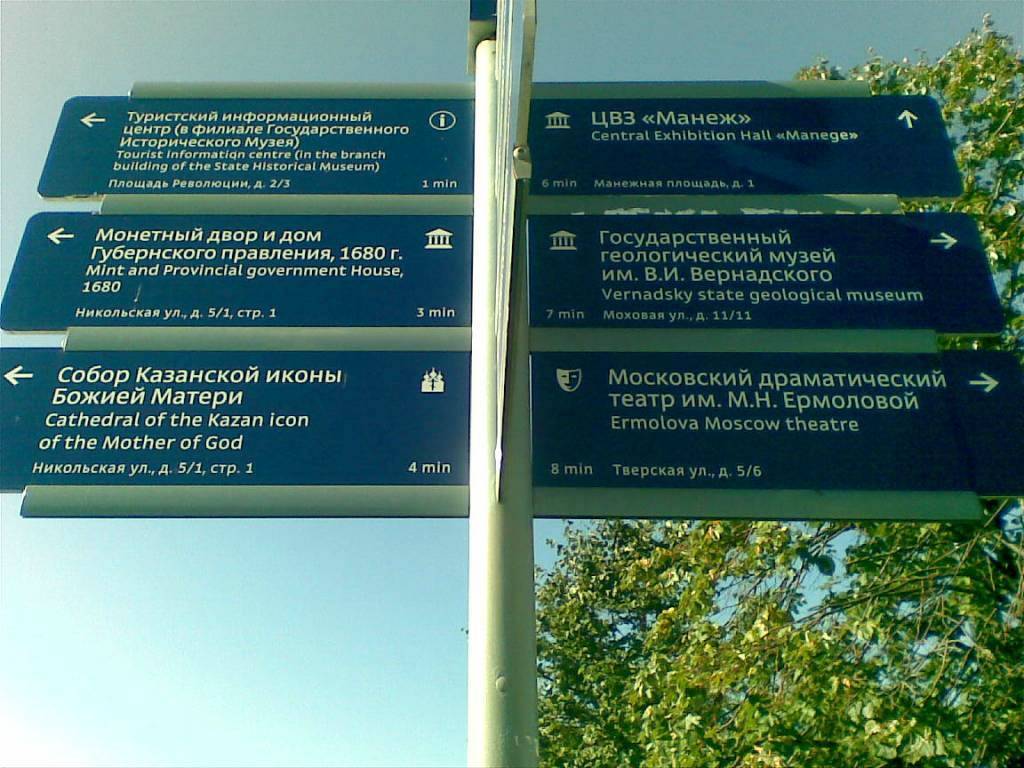 Туристский информационный
центр (в филиале Государственного
Исторического Музея)
Tourist information centre (in the branch
building of the State Historical Museum)
Площадь Революции, д. 2/3 1 min
Монетный двор и дом
Губернского правления, 1680 г.
Mint and Provincial government House,
1680
Никольская ул., д. 5/1, стр. 1 3 min
Собор Казанской иконы
Божией Матери
Cathedral of the Kazan icon
of the Mother of God
Никольская ул., д. 5/1, стр. 1 4 min
ЦВЗ «Манеж»
Central Exhibition Hall «Manege»
6 min Манежная площадь, д. 1
Государственный
геологический музей
им. В.И. Вернадского
Vernadsky state geological museum
7 min Моховая ул., д. 11/11
Московский драматический
театр им. М.Н. Ермоловой
Ermolova Moscow theatre
8 min Тверская ул., д. 5/6